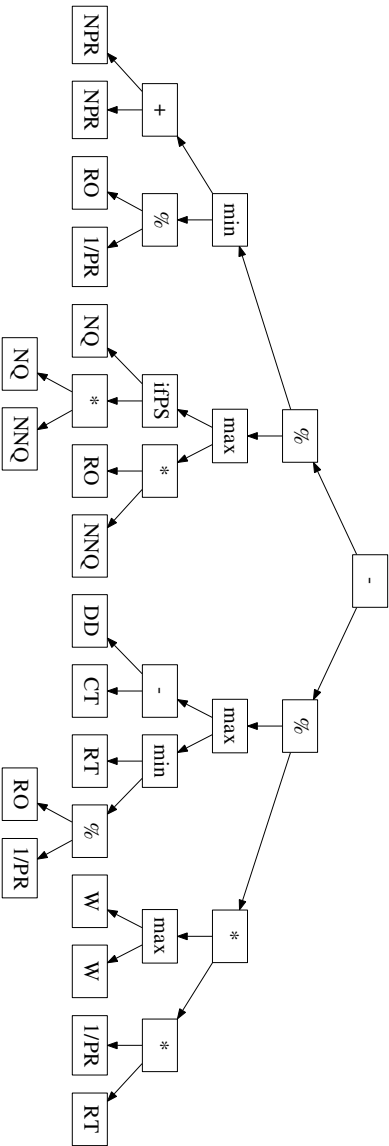 -
% %
min max max *
+ % ifPS * - min max *
NPR NPR RO 1/PR NQ * RO NNQ DD CT RT % W W 1/PR RT
NQ NNQ RO 1/PR